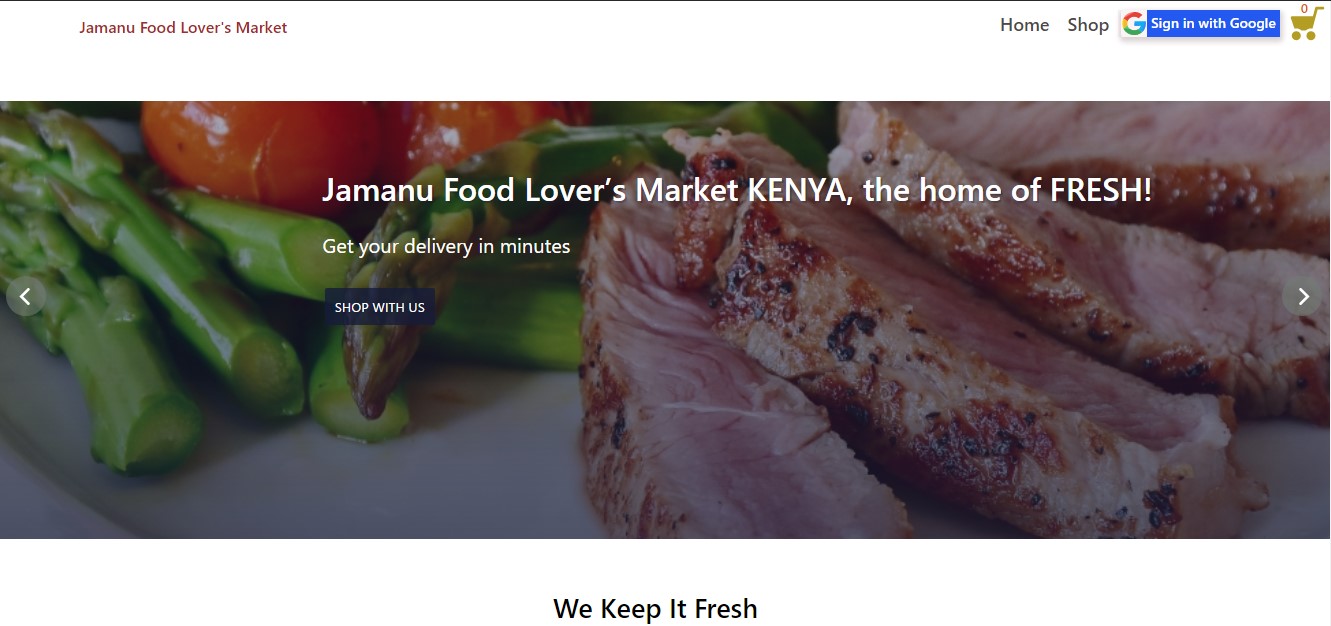 Jamanu Food Lover's Market
Home Shop Sign in with Google 0
Jamanu Food Lover’s Market KENYA, the home of FRESH!
Get your delivery in minutes
SHOP WITH US
We Keep It Fresh